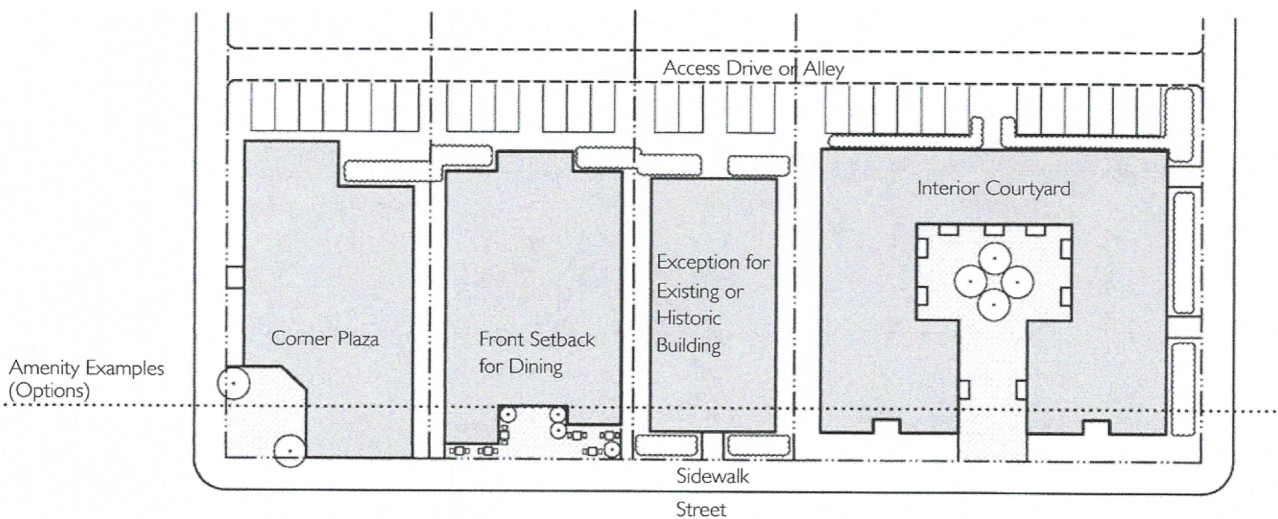 Access Drive or Alley
Interior Courtyard
Exception for
Existing or
Historic
Building
Corner Plaza
Front Setback
for Dining
Amenity Examples
(Options)
Sidewalk
Street